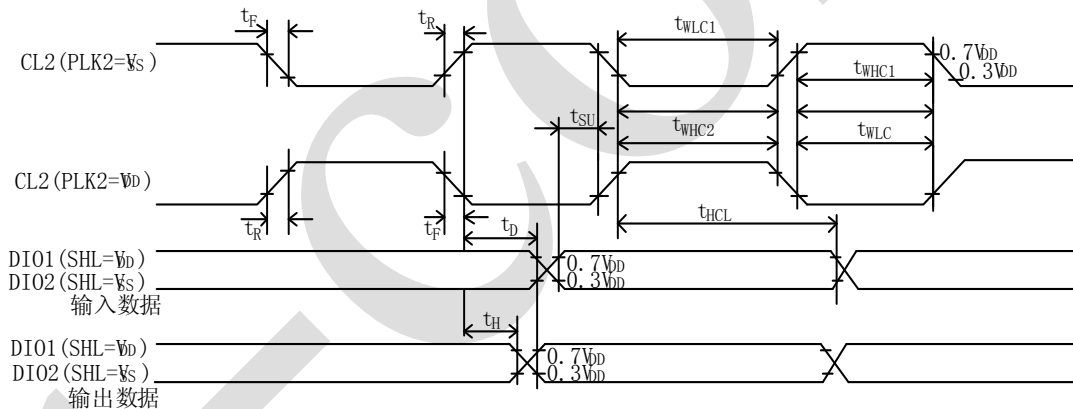 tF
tR
tWLC1
CL2(PLK2=VSS)
0.7VDD
0.3VDD
tWHC1
tSU
tWHC2
tWLC
CL2(PLK2=VDD)
tR
tF
tD
tHCL
DIO1(SHL=VDD)
0.7VDD
DIO2(SHL=VSS)
0.3VDD
输入数据
tH
DIO1(SHL=VDD)
0.7VDD
DIO2(SHL=VSS)
0.3VDD
输出数据